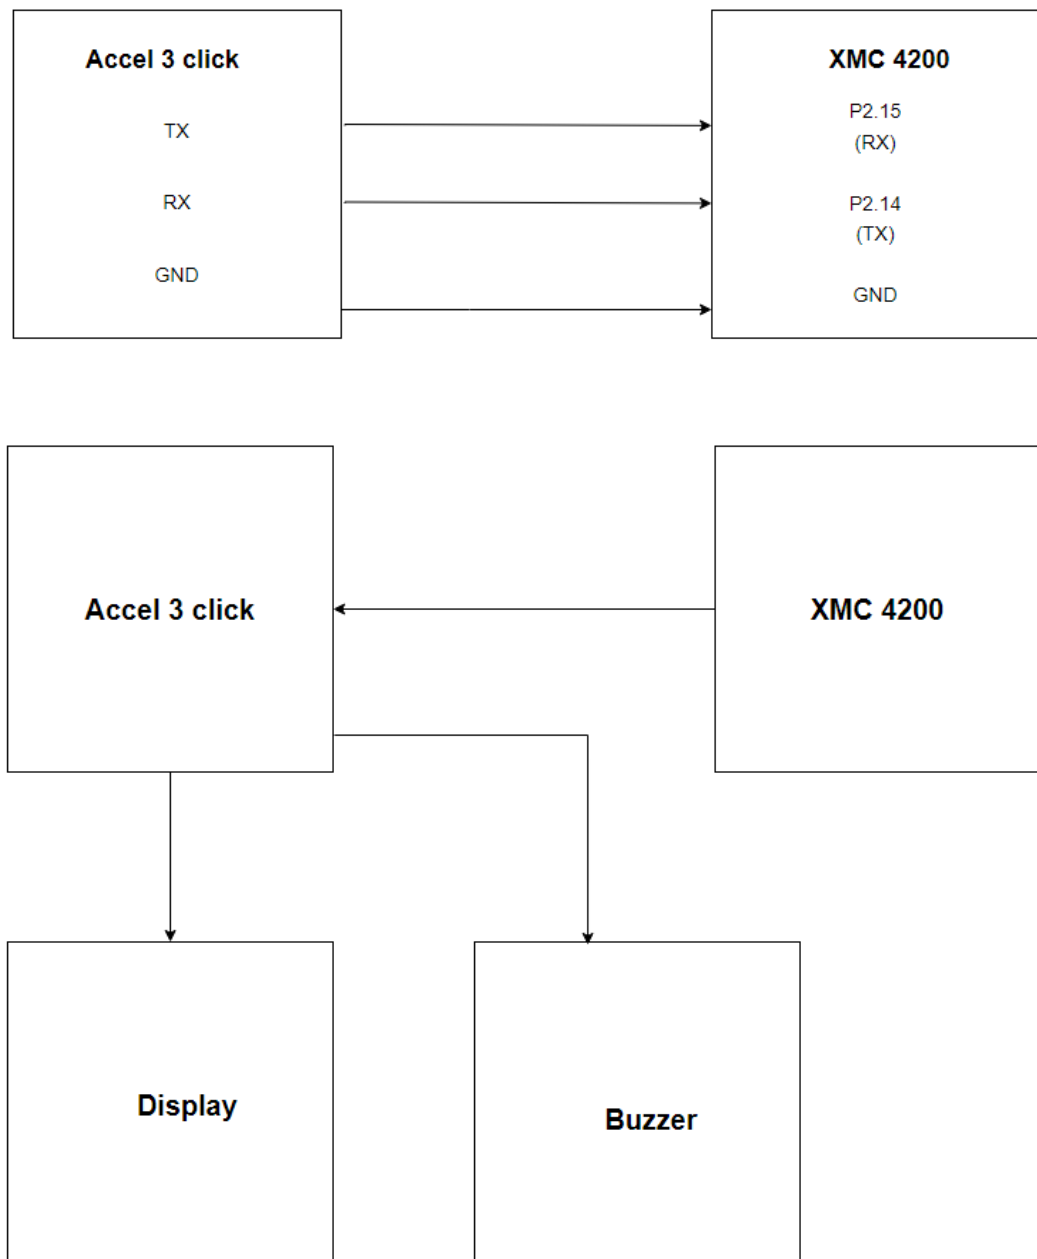 Accel 3 click
TX
RX
GND
XMC 4200
P2.15
(RX)
P2.14
(TX)
GND
Accel 3 click
XMC 4200
Display
Buzzer